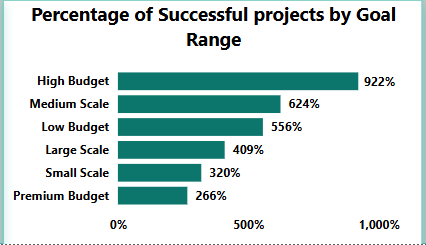 Percentage of Successful projects by Goal
Range
High Budget 922%
Medium Scale 624%
Low Budget 556%
Large Scale 409%
Small Scale 320%
Premium Budget 266%
0% 500% 1,000%